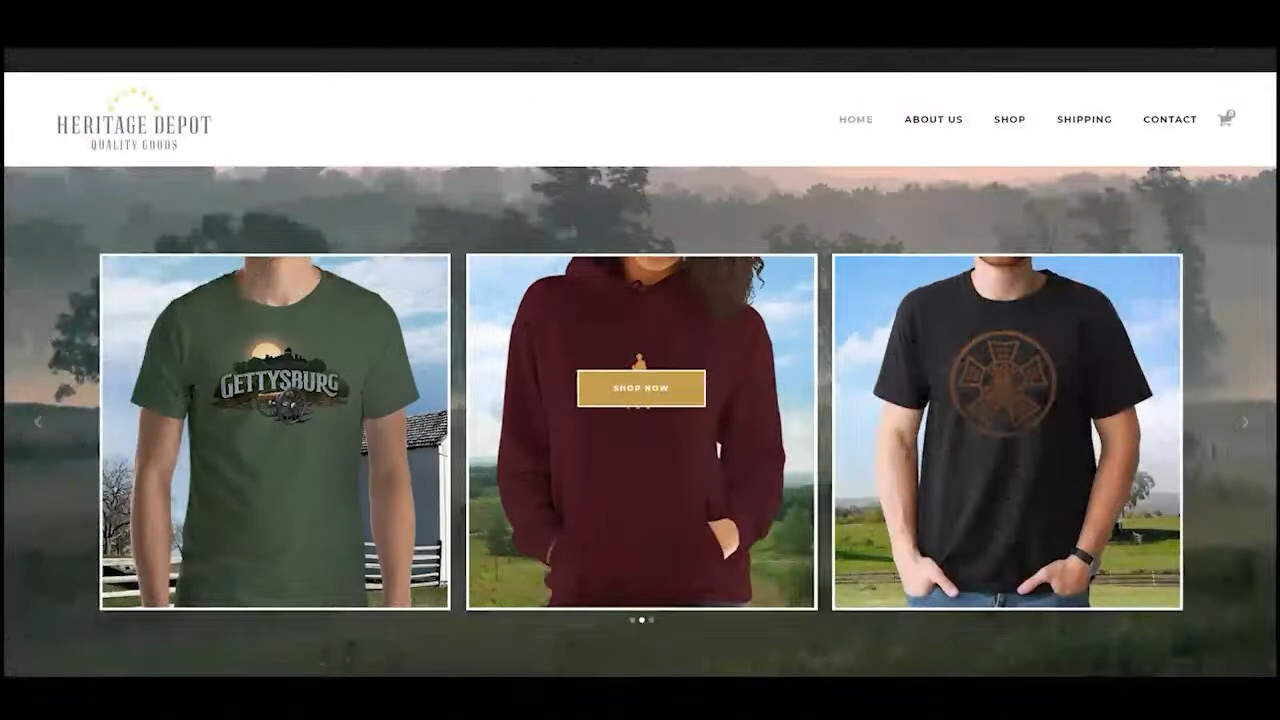 HERITAGE DEPOT
QUALITY GOODS
HOME ABOUT US SHOP SHIPPING CONTACT
GETTYSBURG
SHOP NOW